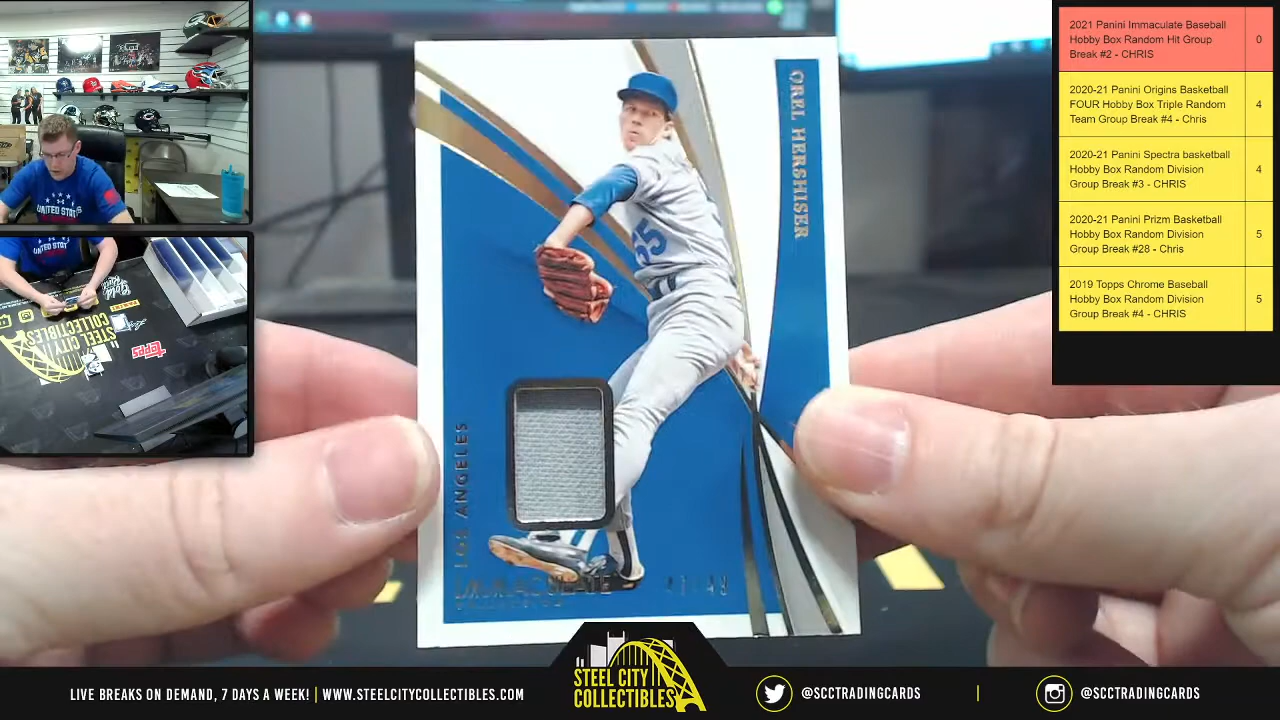 OREL HERSHISER
55
LOS ANGELES
IMMACULATE
COLLECTION
UNITED STATES
UNITED STAT
STEEL CITY
COLLECTIBLES
Topps
PANINI
2021 Panini Immaculate Baseball
Hobby Box Random Hit Group
Break #2 - CHRIS
0
2020-21 Panini Origins Basketball
FOUR Hobby Box Triple Random
Team Group Break #4 - Chris
4
2020-21 Panini Spectra basketball
Hobby Box Random Division
Group Break #3 - CHRIS
4
2020-21 Panini Prizm Basketball
Hobby Box Random Division
Group Break #28 - Chris
5
2019 Topps Chrome Baseball
Hobby Box Random Division
Group Break #4 - CHRIS
5
LIVE BREAKS ON DEMAND, 7 DAYS A WEEK! | WWW.STEELCITYCOLLECTIBLES.COM
STEEL CITY
COLLECTIBLES
@SCCTRADINGCARDS
@SCCTRADINGCARDS